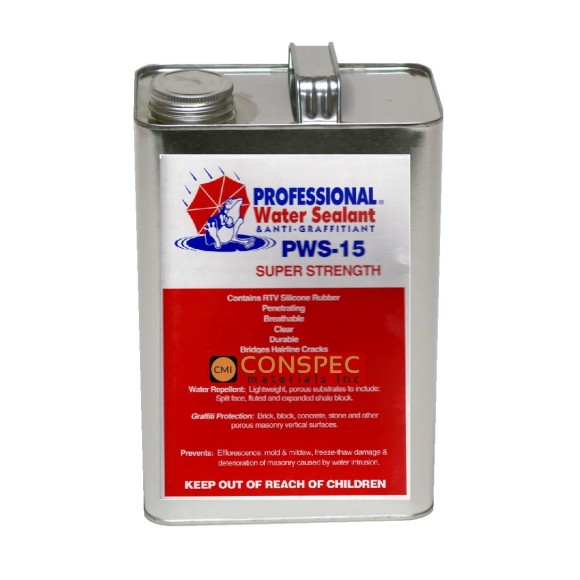 PROFESSIONAL®
Water Sealant
& ANTI-GRAFFITIANT
PWS-15
SUPER STRENGTH
Contains RTV Silicone Rubber
Penetrating
Breathable
Clear
Durable
Bridges Hairline Cracks
CMI CONSPEC
Materials Inc
Water Repellent: Lightweight, porous substrates to include:
Split face, fluted and expanded shale block.
Graffiti Protection: Brick, block, concrete, stone and other
porous masonry vertical surfaces.
Prevents: Efflorescence, mold & mildew, freeze-thaw damage &
deterioration of masonry caused by water intrusion.
KEEP OUT OF REACH OF CHILDREN